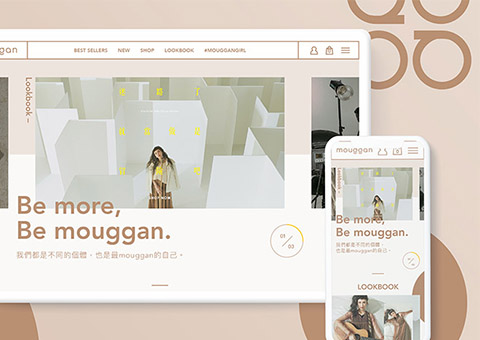 ggan
BEST SELLERS
NEW
SHOP
LOOKBOOK
#MOUGGANGIRL
Lookbook
Be more,
Be mouggan.
我們都是不同的個體，也是最mouggan的自己。
01
03
mouggan
Lookbook
Be more,
Be mouggan.
我們都是不同的個體，
也是最mouggan的自己。
LOOKBOOK